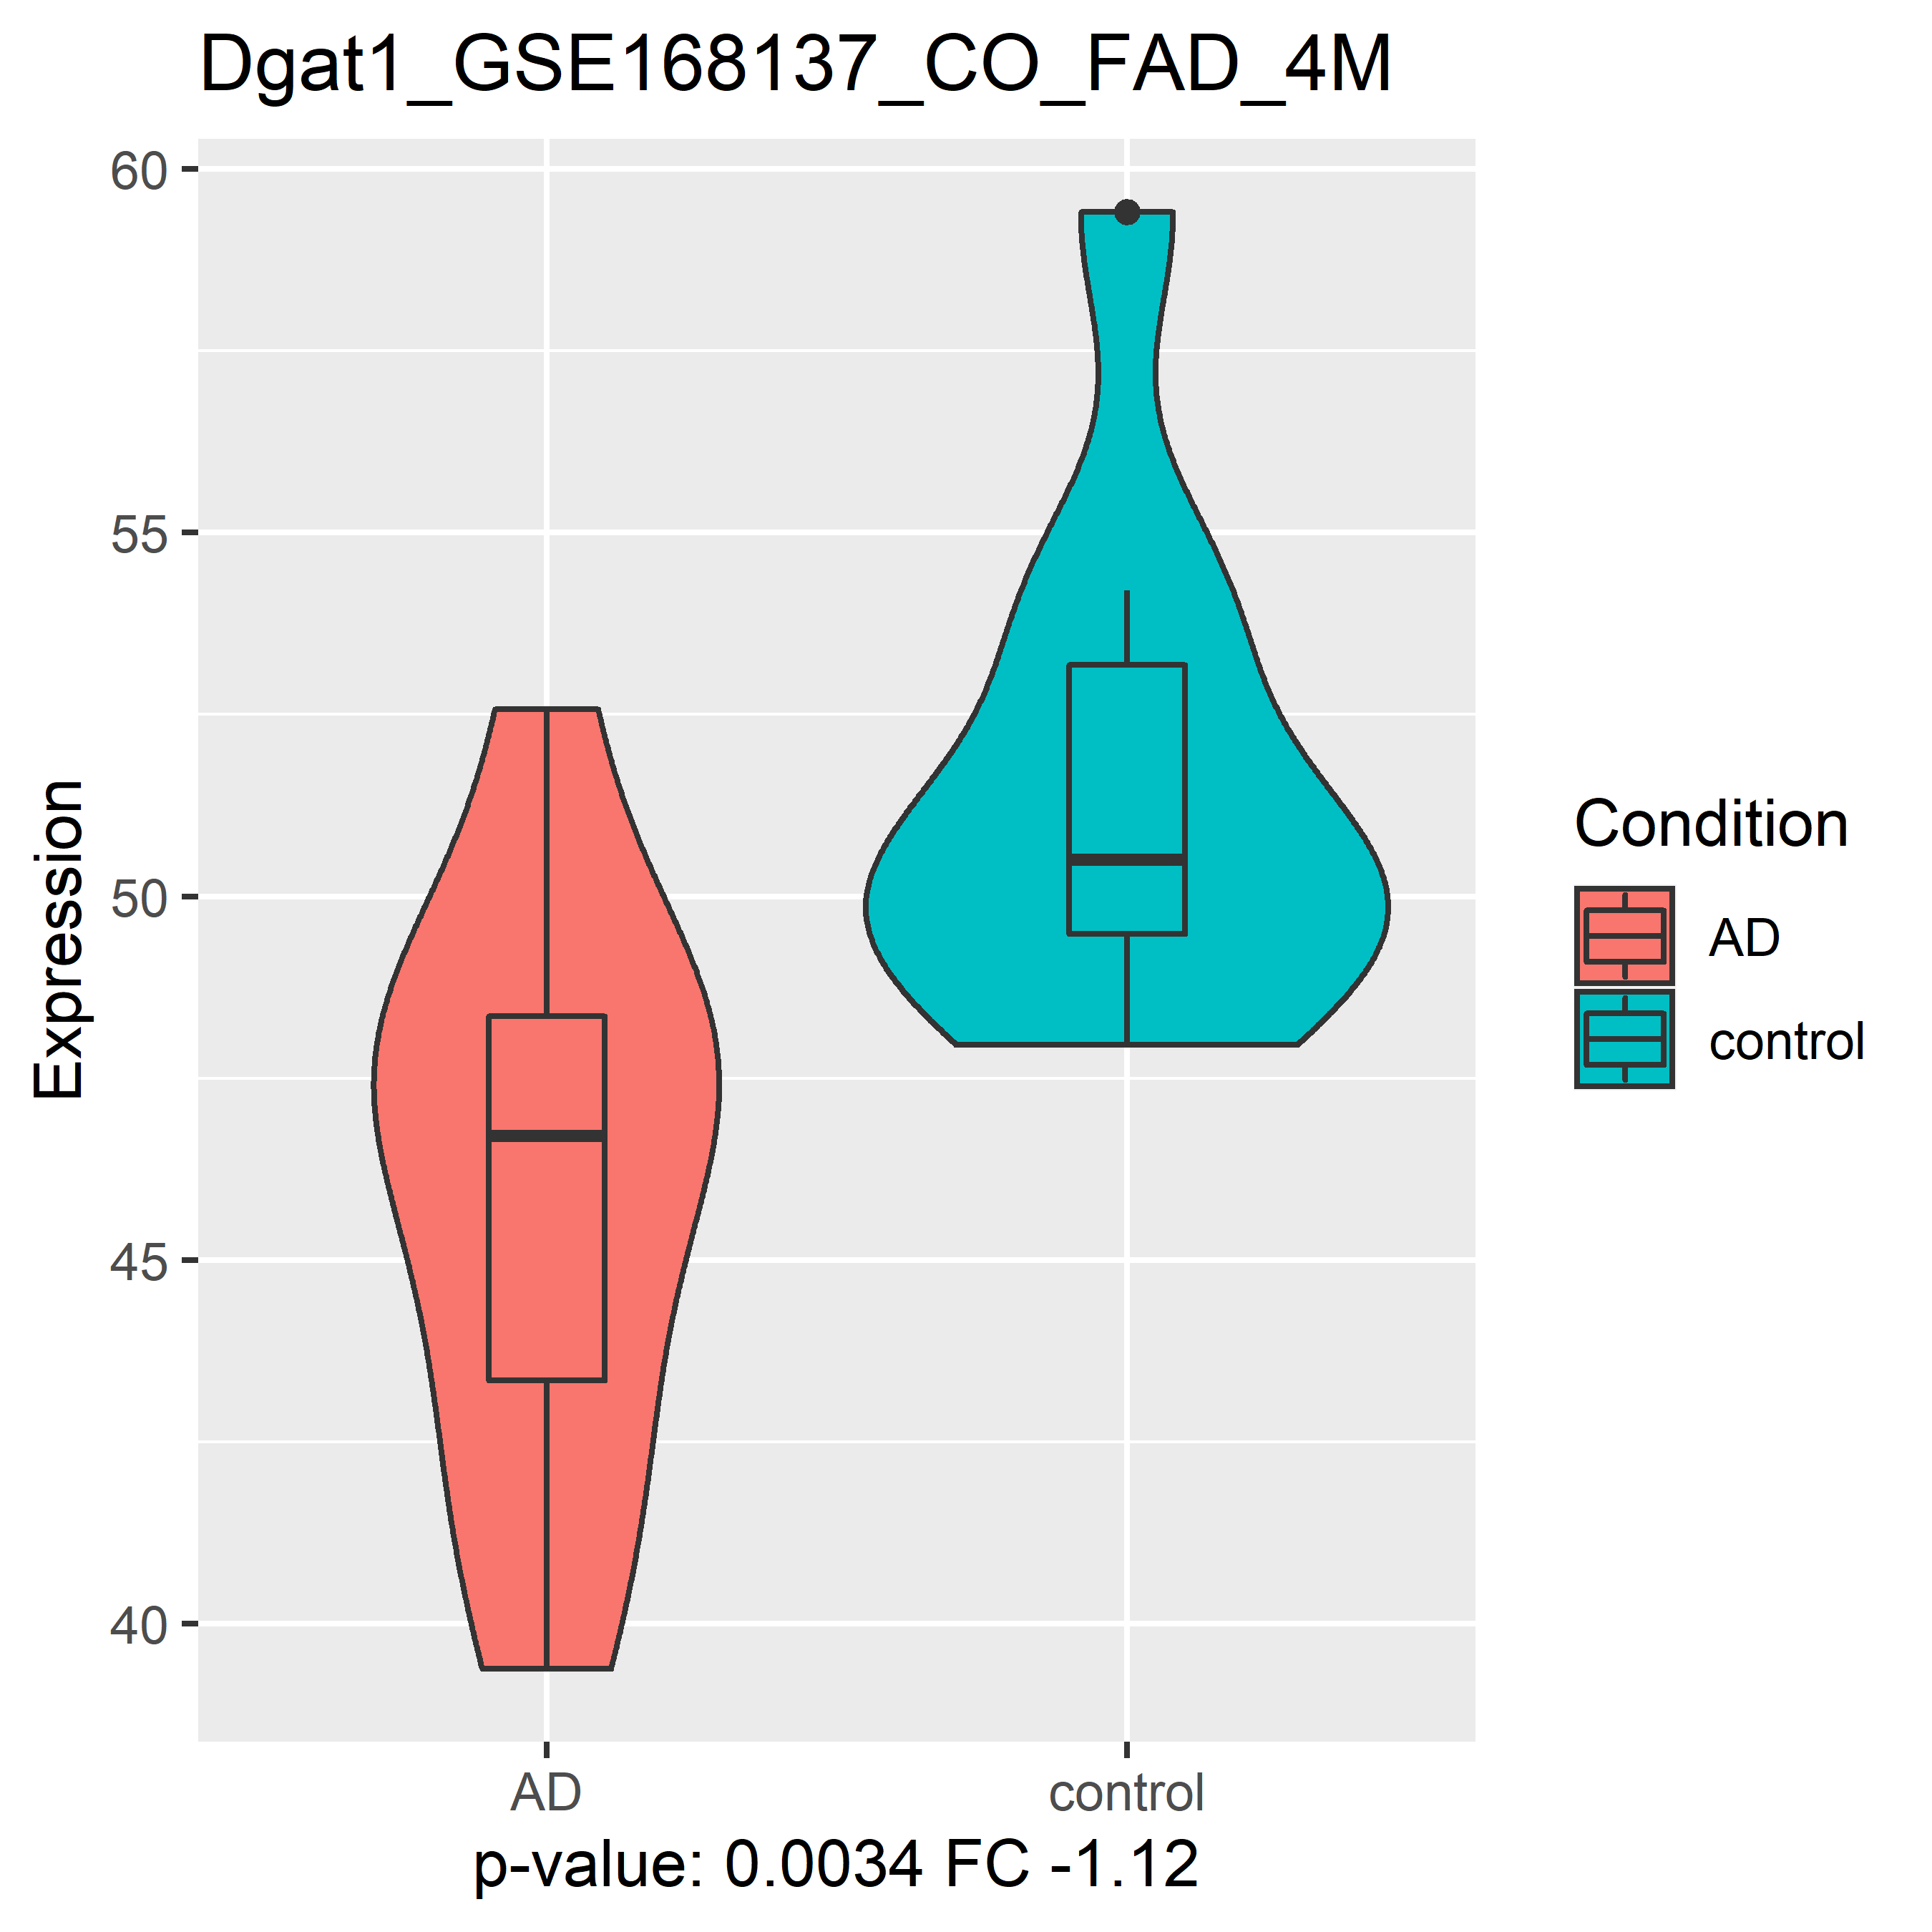 Dgat1_GSE168137_CO_FAD_4M
60
55
50
45
40
Expression
AD
control
p-value: 0.0034 FC -1.12
Condition
AD
control